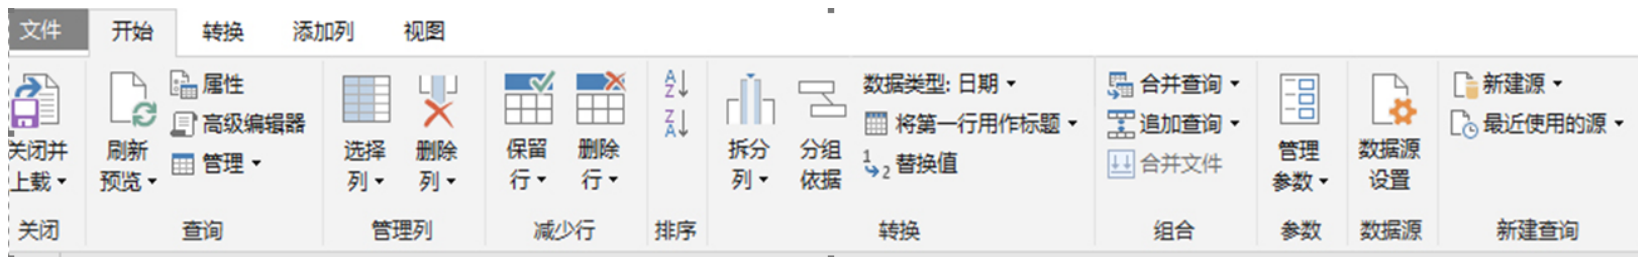 文件 开始 转换 添加列 视图
关闭并
上载
刷新
预览
属性
高级编辑器
管理
选择
列
删除
列
保留
行
删除
行
A
Z
Z
A
拆分
列
分组
依据
数据类型: 日期
将第一行用作标题
1
2 替换值
合并查询
追加查询
合并文件
管理
参数
数据源
设置
新建源
最近使用的源
关闭 查询 管理列 减少行 排序 转换 组合 参数 数据源 新建查询